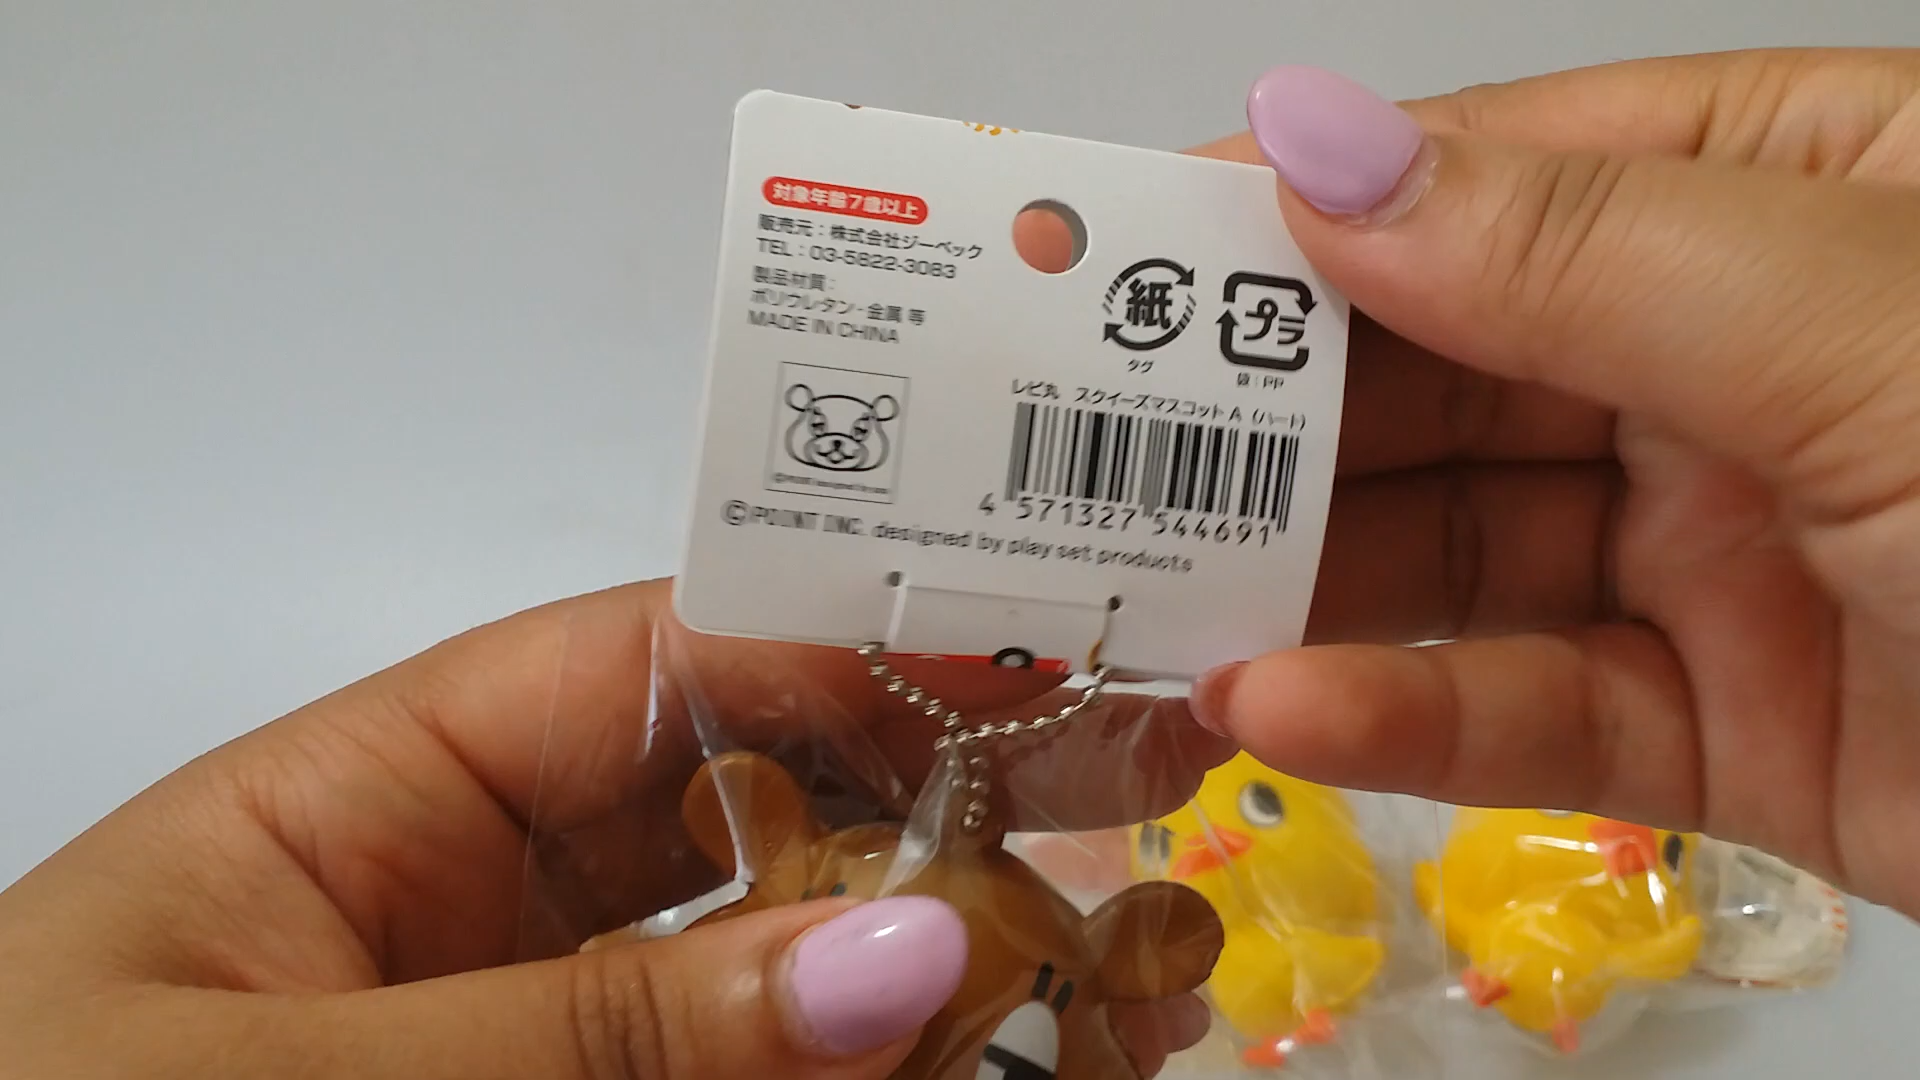 対象年齢7歳以上
販売元：株式会社ジーベック
TEL：03-5822-3083
製品材質：
ポリウレタン・金属 等
MADE IN CHINA
紙
タグ
プラ
袋：PP
レピ丸 スクイーズマスコットA（ハート）
4 571327 544691
©POINT INC. designed by play set products